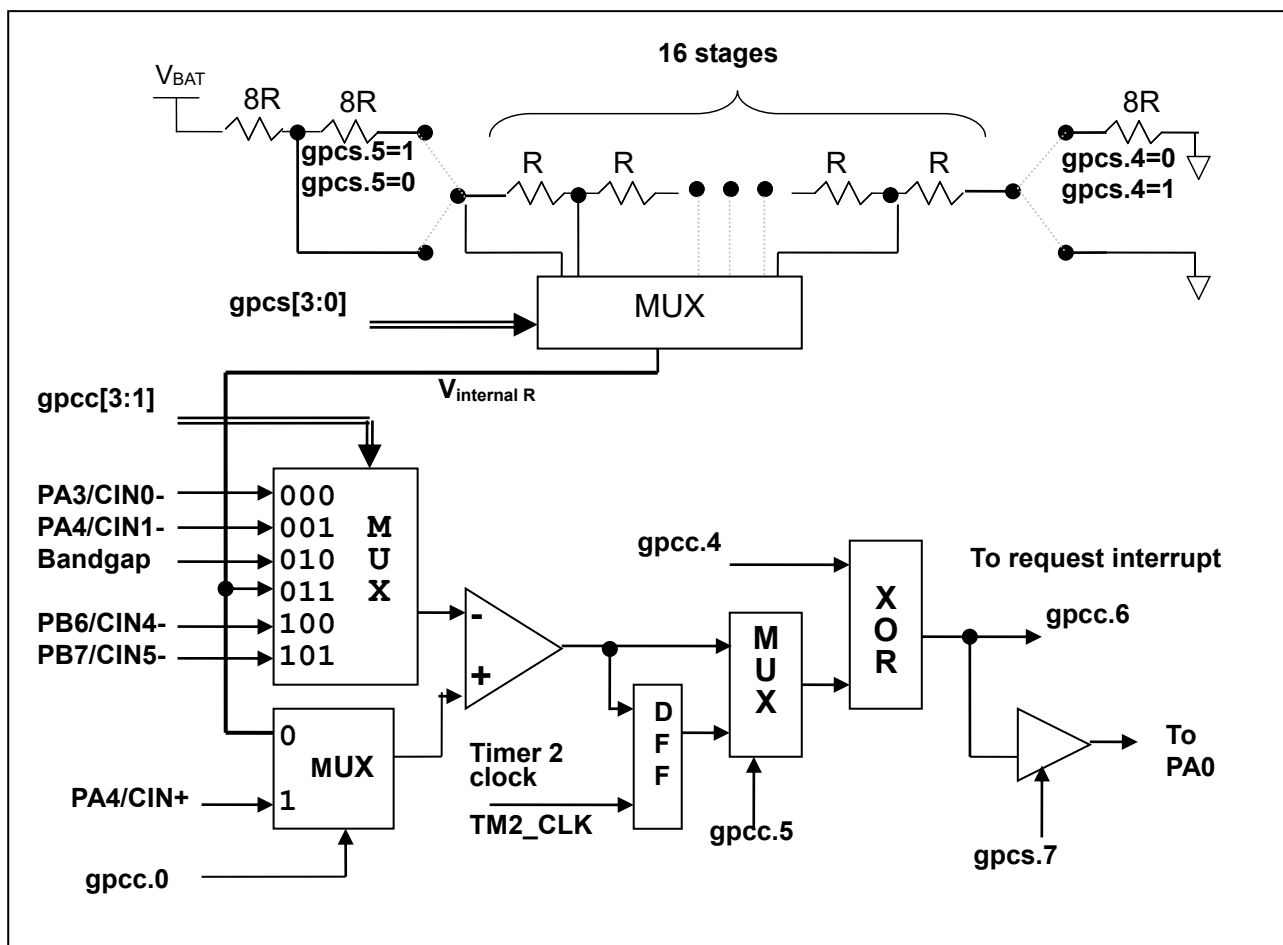 16 stages
VBAT
8R
8R
8R
gpcs.5=1
gpcs.5=0
R
R
R
R
gpcs.4=0
gpcs.4=1
gpcs[3:0]
MUX
Vinternal R
gpcc[3:1]
PA3/CIN0-
PA4/CIN1-
Bandgap
PB6/CIN4-
PB7/CIN5-
000
001
010
011
100
101
M
U
X
-
+
0
1
MUX
PA4/CIN+
gpcc.0
Timer 2
clock
TM2_CLK
D
F
F
M
U
X
gpcc.5
gpcc.4
X
O
R
To request interrupt
gpcc.6
To
PA0
gpcs.7